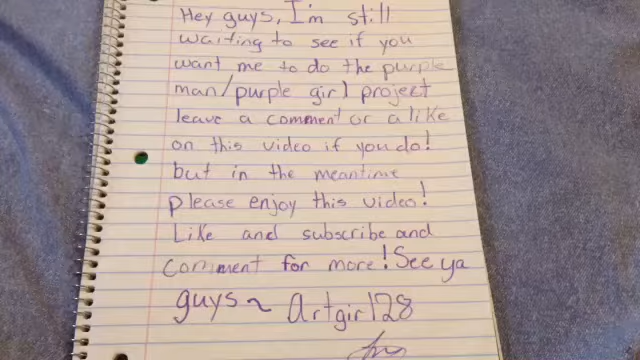 Hey guys, I'm still
waiting to see if you
want me to do the purple
man/purple girl project
leave a comment or a like
on this video if you do!
but in the meantime
please enjoy this video!
Like and subscribe and
comment for more! See ya
guys ~ Artgirl128